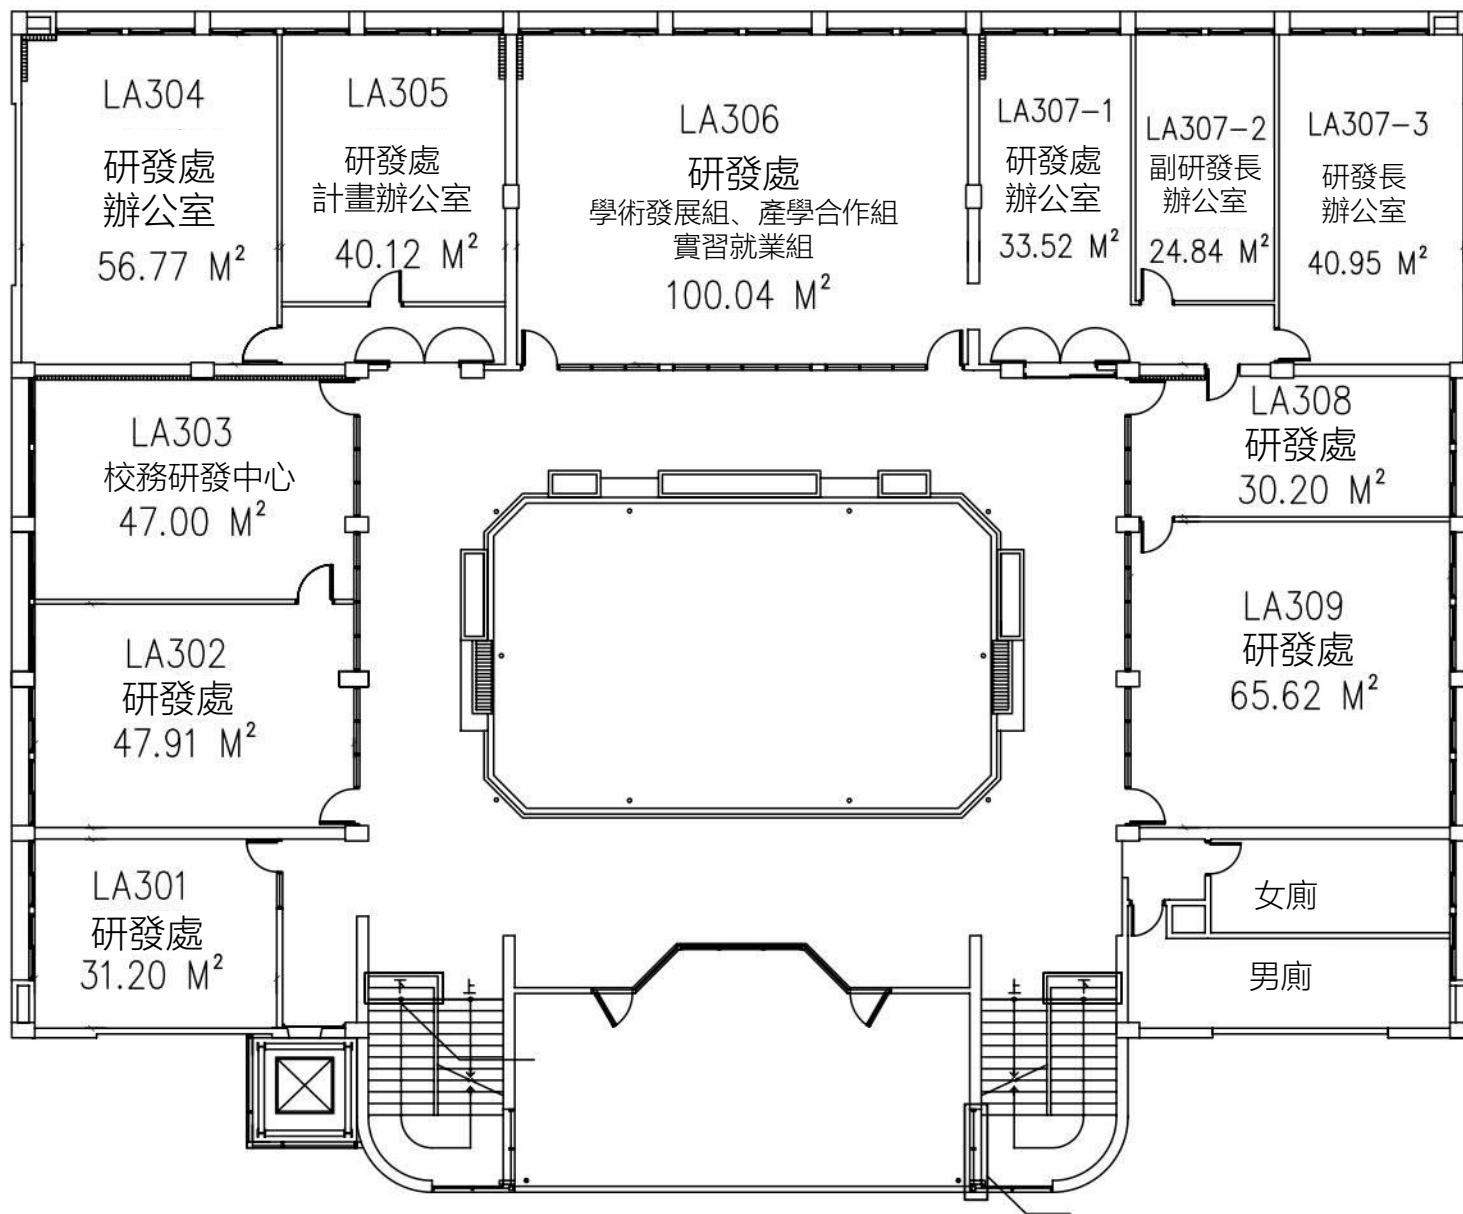 LA304
研發處
辦公室
56.77 M²
LA305
研發處
計畫辦公室
40.12 M²
LA306
研發處
學術發展組、產學合作組
實習就業組
100.04 M²
LA307-1
研發處
辦公室
33.52 M²
LA307-2
副研發長
辦公室
24.84 M²
LA307-3
研發長
辦公室
40.95 M²
LA303
校務研發中心
47.00 M²
LA308
研發處
30.20 M²
LA302
研發處
47.91 M²
LA309
研發處
65.62 M²
LA301
研發處
31.20 M²
女廁
男廁
下
上
上
下